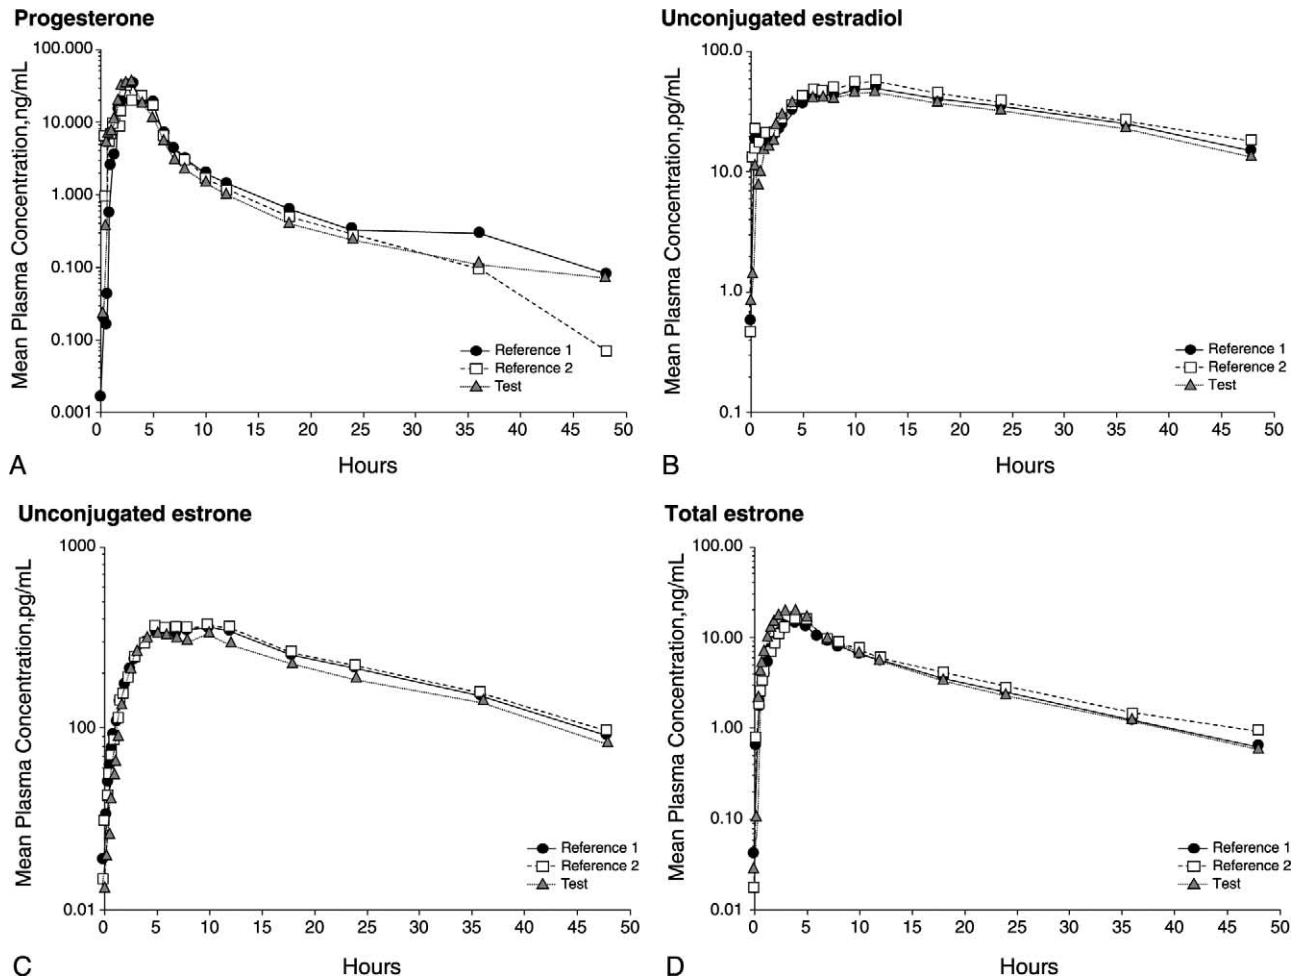 Progesterone
Mean Plasma Concentration,ng/mL
100.000
10.000
1.000
0.100
0.100
0.001
0 5 10 15 20 25 30 35 40 45 50
Hours
Reference 1
Reference 2
Test
A
Unconjugated estradiol
Mean Plasma Concentration,pg/mL
100.0
10.0
1.0
0.1
0 5 10 15 20 25 30 35 40 45 50
Hours
Reference 1
Reference 2
Test
B
Unconjugated estrone
Mean Plasma Concentration,pg/mL
1000
100
0.01
0 5 10 15 20 25 30 35 40 45 50
Hours
Reference 1
Reference 2
Test
C
Total estrone
Mean Plasma Concentration,ng/mL
100.00
10.00
1.00
0.10
0.01
0 5 10 15 20 25 30 35 40 45 50
Hours
Reference 1
Reference 2
Test
D